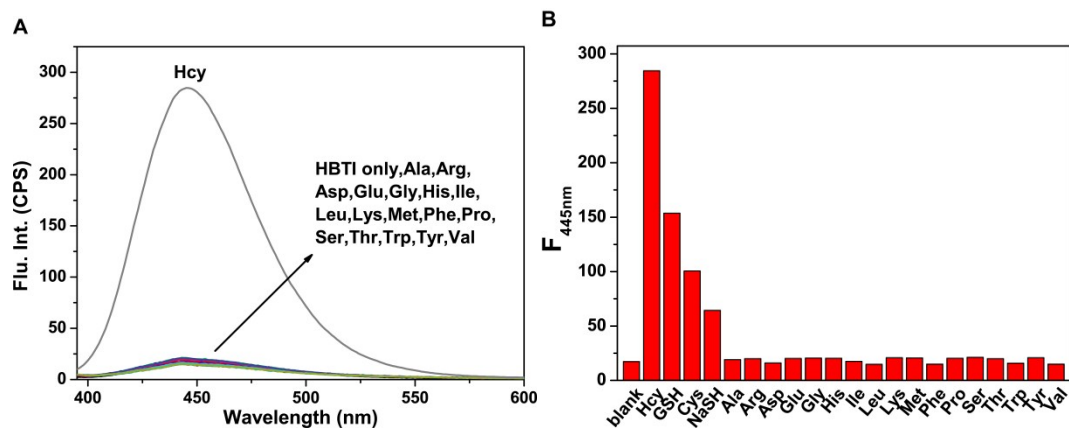 A
Flu. Int. (CPS)
300
250
200
150
100
50
0
Hcy
HBTI only,Ala,Arg,
Asp,Glu,Gly,His,Ile,
Leu,Lys,Met,Phe,Pro,
Ser,Thr,Trp,Tyr,Val
400 450 500 550 600
Wavelength (nm)
B
F445nm
300
250
200
150
100
50
0
blank Hcy GSH Cys NaSH Ala Arg Asp Glu Gly His Ile Leu Lys Met Phe Pro Ser Thr Trp Tyr Val